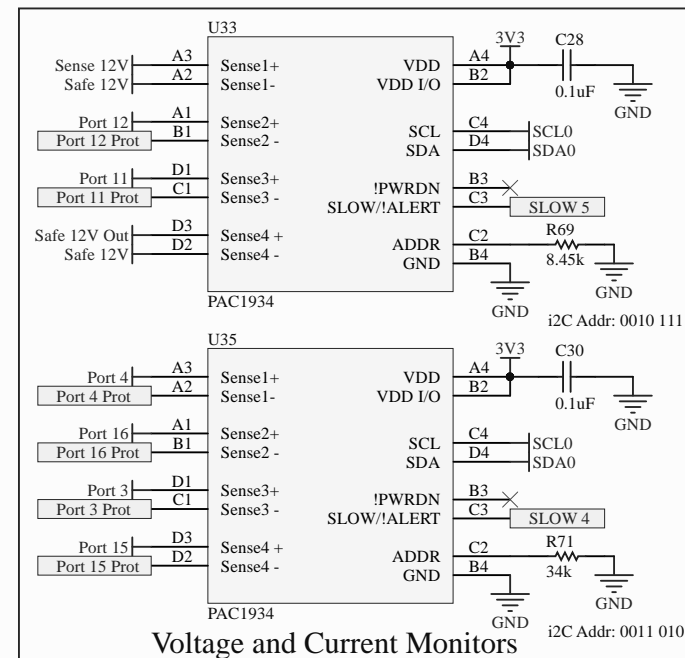 U33
3V3
C28
0.1uF
GND
Sense 12V A3 Sense1+ VDD A4
Safe 12V A2 Sense1- VDD I/O B2
Port 12 A1 Sense2+ SCL C4 SCL0
Port 12 Prot B1 Sense2 - SDA D4 SDA0
Port 11 D1 Sense3+ !PWRDN B3
Port 11 Prot C1 Sense3 - SLOW/!ALERT C3 SLOW 5
Safe 12V Out D3 Sense4 + ADDR C2 R69
Safe 12V D2 Sense4 - GND B4 8.45k
GND
GND
PAC1934
i2C Addr: 0010 111
U35
3V3
C30
0.1uF
GND
Port 4 A3 Sense1+ VDD A4
Port 4 Prot A2 Sense1- VDD I/O B2
Port 16 A1 Sense2+ SCL C4 SCL0
Port 16 Prot B1 Sense2 - SDA D4 SDA0
Port 3 D1 Sense3+ !PWRDN B3
Port 3 Prot C1 Sense3 - SLOW/!ALERT C3 SLOW 4
Port 15 D3 Sense4 + ADDR C2 R71
Port 15 Prot D2 Sense4 - GND B4 34k
GND
GND
PAC1934
i2C Addr: 0011 010
Voltage and Current Monitors